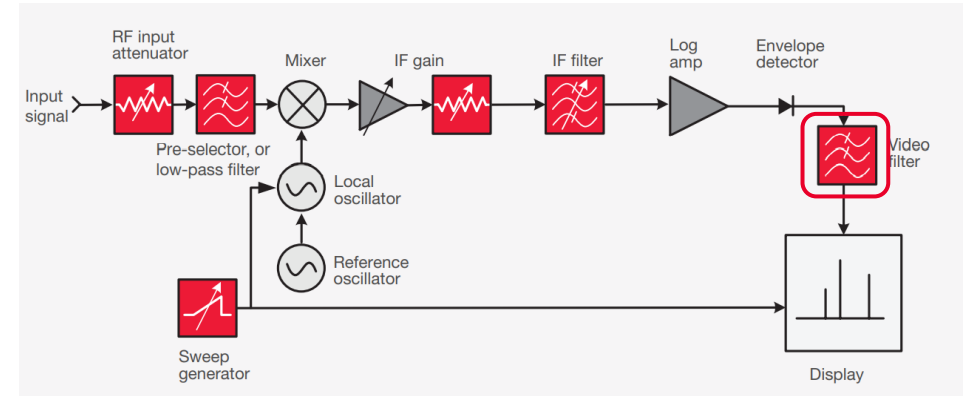 RF input
attenuator
Mixer
IF gain
IF filter
Log
amp
Envelope
detector
Input
signal
Pre-selector, or
low-pass filter
Video
filter
Local
oscillator
Reference
oscillator
Sweep
generator
Display